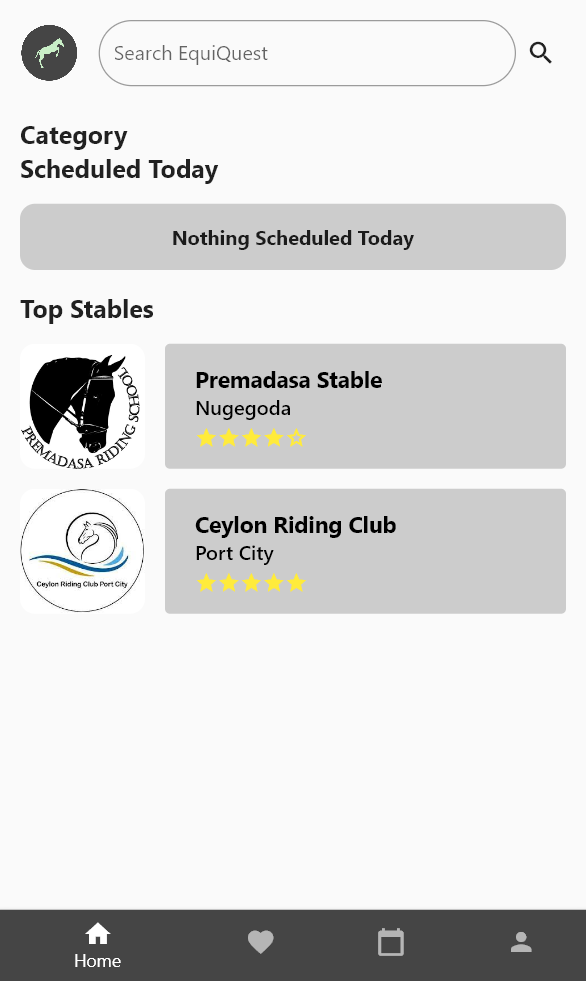 Search EquiQuest
Category
Scheduled Today
Nothing Scheduled Today
Top Stables
PREMADASA RIDING SCHOOL
Premadasa Stable
Nugegoda
Ceylon Riding Club Port City
Ceylon Riding Club
Port City
Home